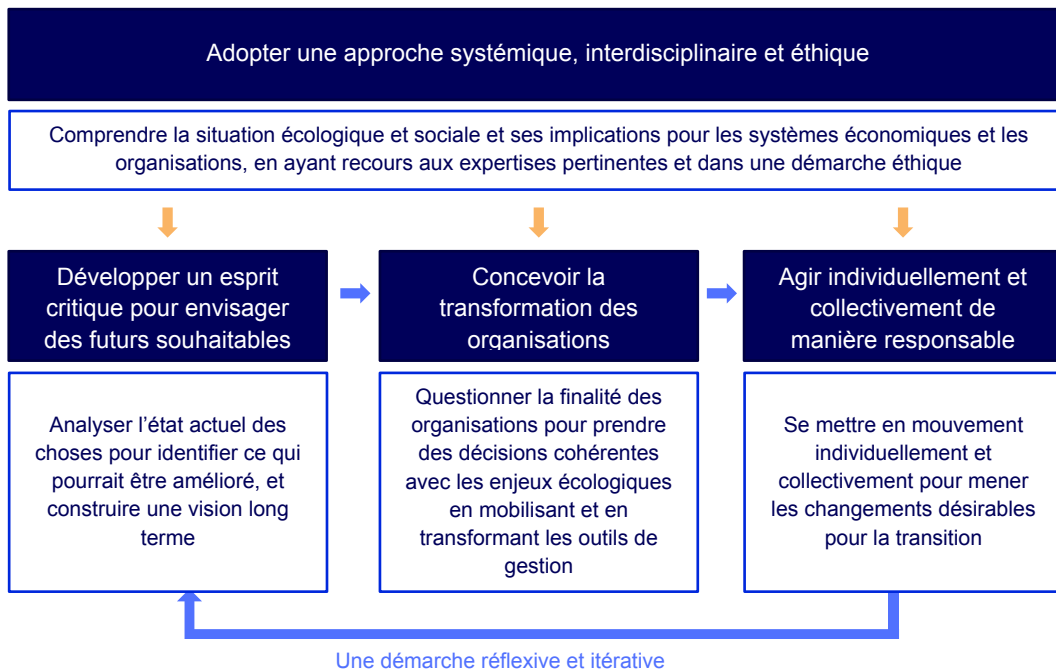 Adopter une approche systémique, interdisciplinaire et éthique
Comprendre la situation écologique et sociale et ses implications pour les systèmes économiques et les
organisations, en ayant recours aux expertises pertinentes et dans une démarche éthique
Développer un esprit
critique pour envisager
des futurs souhaitables
Analyser l’état actuel des
choses pour identifier ce qui
pourrait être amélioré, et
construire une vision long
terme
Concevoir la
transformation des
organisations
Questionner la finalité des
organisations pour prendre
des décisions cohérentes
avec les enjeux écologiques
en mobilisant et en
transformant les outils de
gestion
Agir individuellement et
collectivement de
manière responsable
Se mettre en mouvement
individuellement et
collectivement pour mener
les changements désirables
pour la transition
Une démarche réflexive et itérative